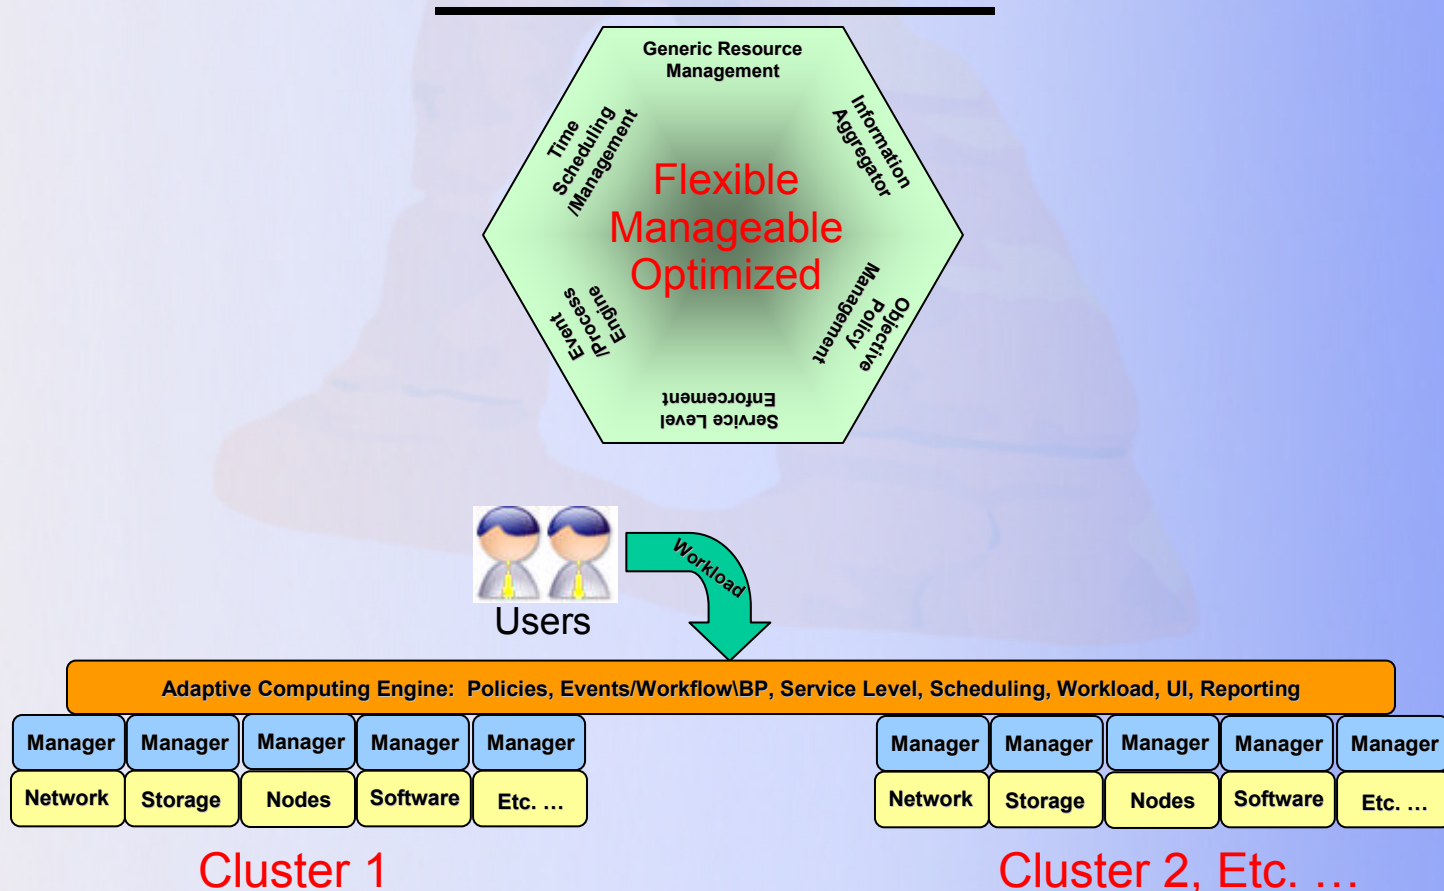 Generic Resource
Management
Time
Scheduling
/Management
Information
Aggregator
Flexible
Manageable
Optimized
Event
/Process
Engine
Objective
Policy
Management
Service Level
Enforcement
Workload
Users
Adaptive Computing Engine: Policies, Events/Workflow\BP, Service Level, Scheduling, Workload, UI, Reporting
Manager Manager Manager Manager Manager
Network Storage Nodes Software Etc. …
Cluster 1
Manager Manager Manager Manager Manager
Network Storage Nodes Software Etc. …
Cluster 2, Etc. …